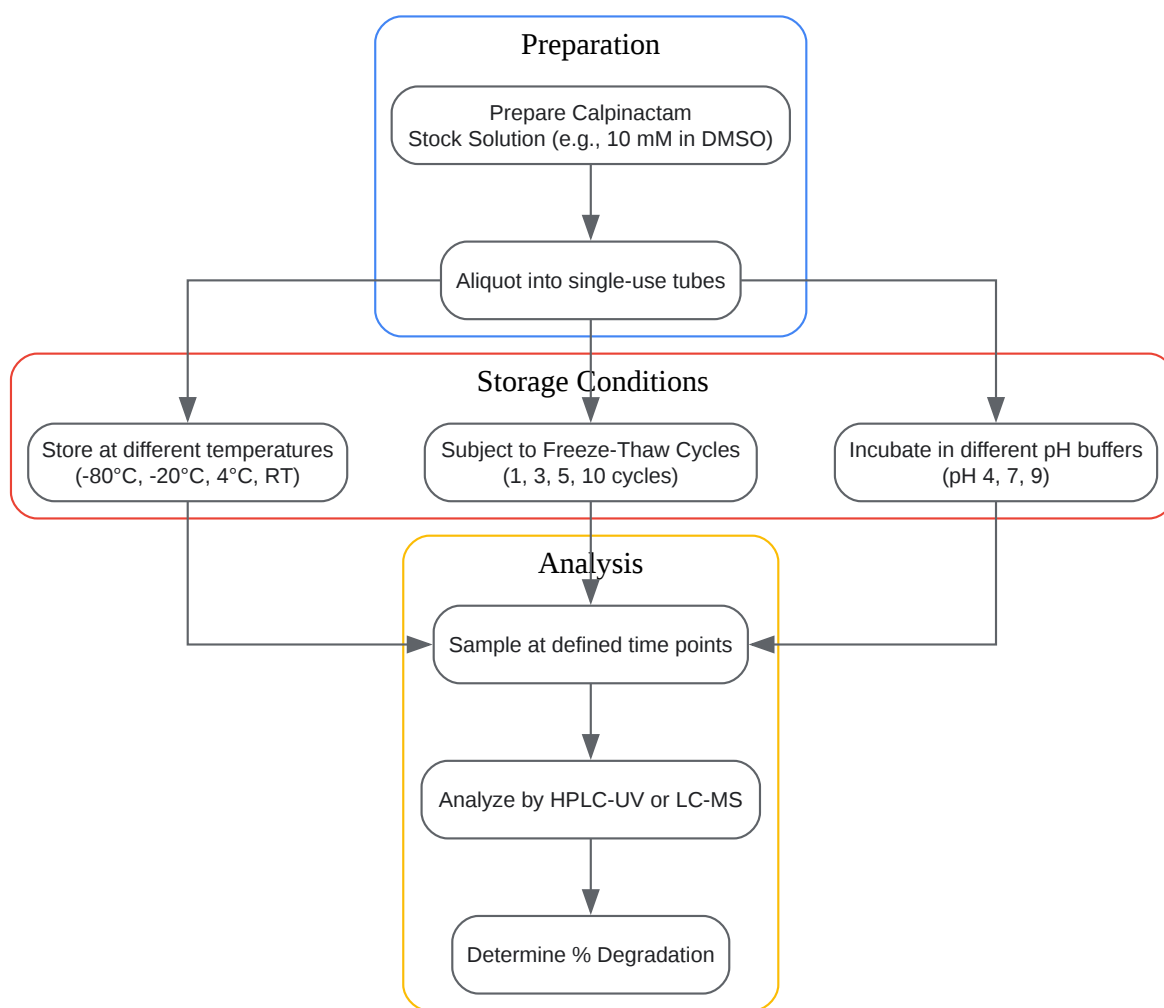 Preparation
Prepare Calpinactam
Stock Solution (e.g., 10 mM in DMSO)
Aliquot into single-use tubes
Storage Conditions
Store at different temperatures
(-80°C, -20°C, 4°C, RT)
Subject to Freeze-Thaw Cycles
(1, 3, 5, 10 cycles)
Incubate in different pH buffers
(pH 4, 7, 9)
Analysis
Sample at defined time points
Analyze by HPLC-UV or LC-MS
Determine % Degradation